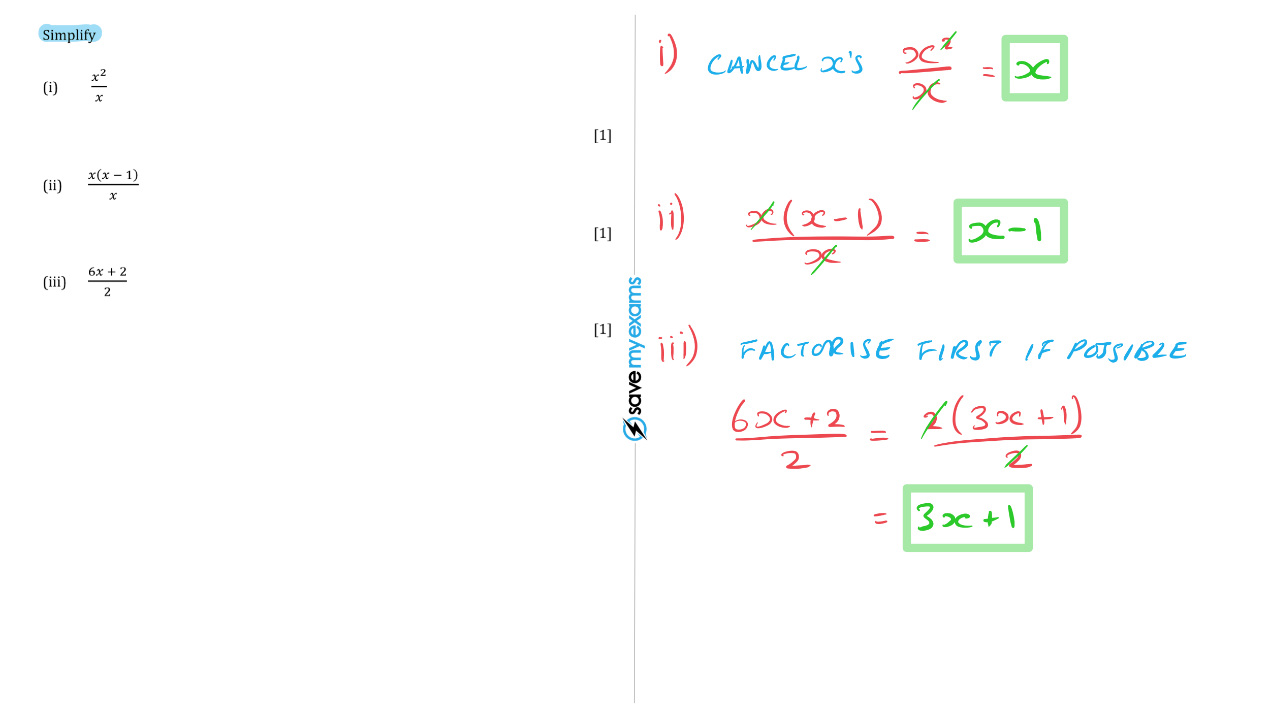 Simplify
(i) x²/x
[1]
(ii) x(x − 1)/x
[1]
(iii) 6x + 2/2
[1]
save my exams
i) CANCEL x'S x²/x = x
ii) x(x − 1)/x = x − 1
iii) FACTORISE FIRST IF POSSIBLE
6x + 2/2 = 2(3x + 1)/2
= 3x + 1